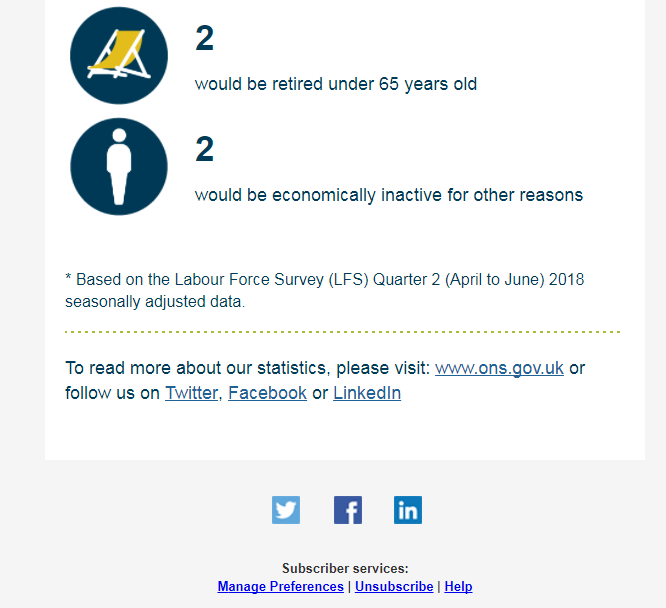 2
would be retired under 65 years old
2
would be economically inactive for other reasons
* Based on the Labour Force Survey (LFS) Quarter 2 (April to June) 2018
seasonally adjusted data.
To read more about our statistics, please visit: www.ons.gov.uk or
follow us on Twitter, Facebook or LinkedIn
Subscriber services:
Manage Preferences | Unsubscribe | Help